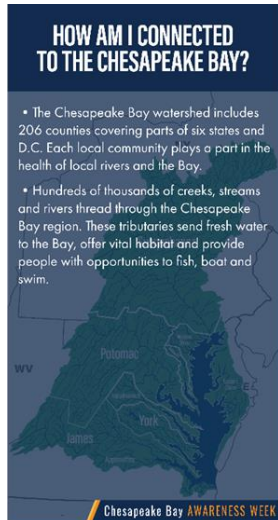 HOW AM I CONNECTED
TO THE CHESAPEAKE BAY?
• The Chesapeake Bay watershed includes
206 counties covering parts of six states and
D.C. Each local community plays a part in the
health of local rivers and the Bay.
• Hundreds of thousands of creeks, streams
and rivers thread through the Chesapeake
Bay region. These tributaries send fresh water
to the Bay, offer vital habitat and provide
people with opportunities to fish, boat and
swim.
Potomac
WV
York
James
Chesapeake Bay AWARENESS WEEK